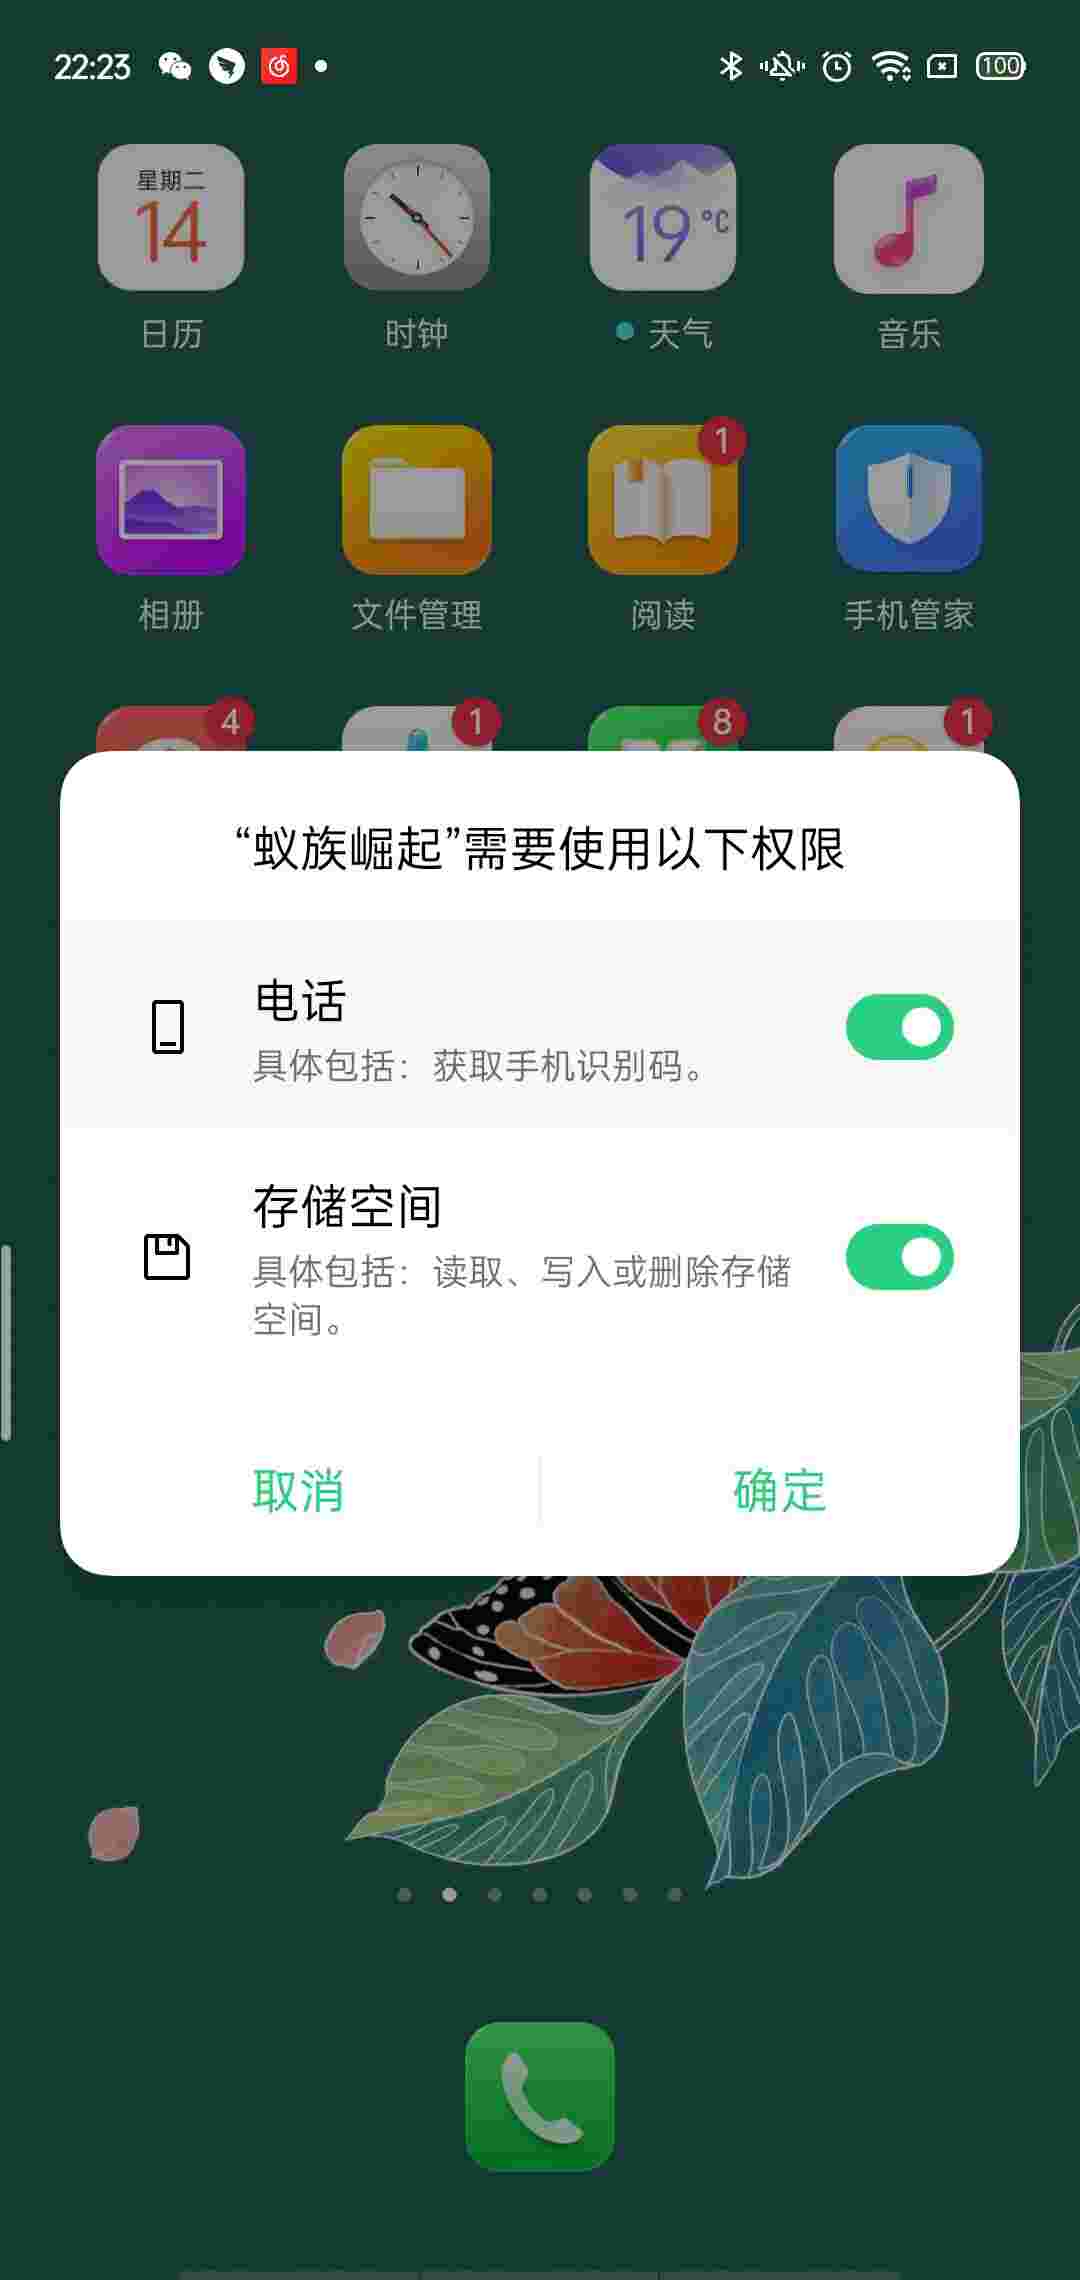 22:23
100
星期二
14
19 °C
日历
时钟
天气
音乐
1
相册
文件管理
阅读
手机管家
4
1
8
1
“蚁族崛起”需要使用以下权限
电话
具体包括：获取手机识别码。
存储空间
具体包括：读取、写入或删除存储
空间。
取消
确定